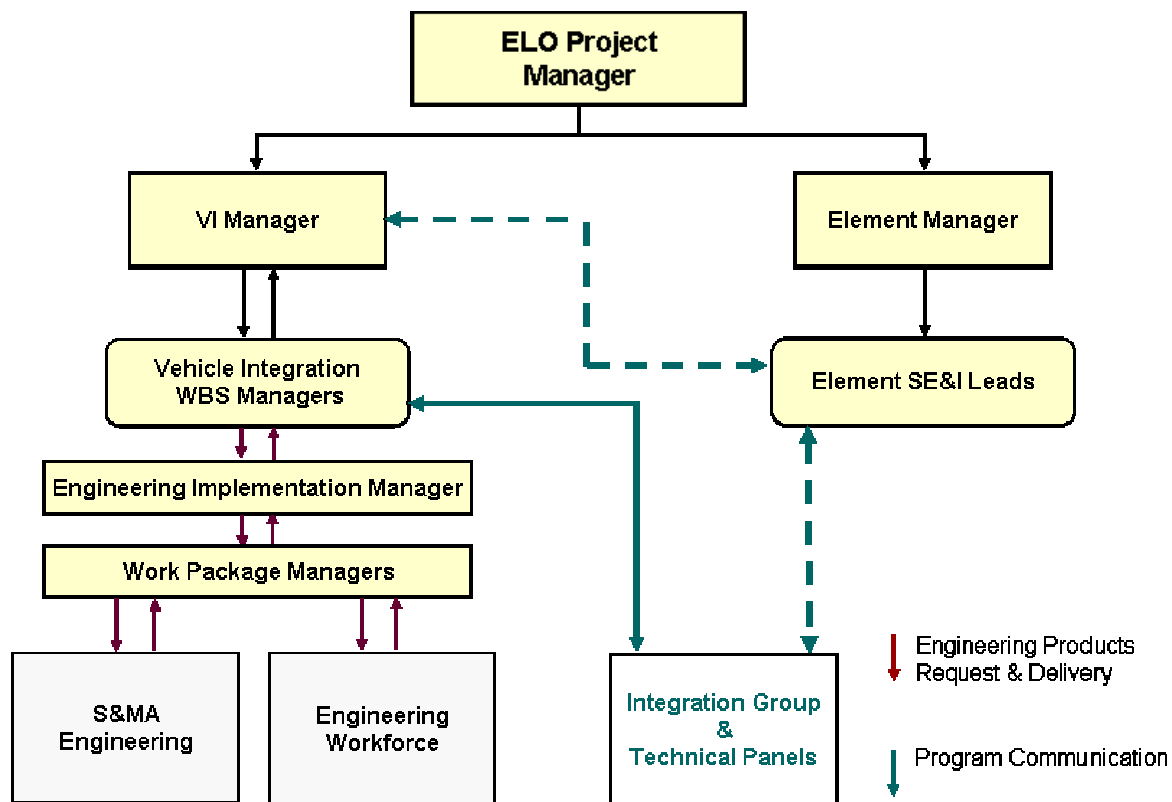 ELO Project
Manager
VI Manager
Element Manager
Vehicle Integration
WBS Managers
Element SE&I Leads
Engineering Implementation Manager
Work Package Managers
S&MA
Engineering
Engineering
Workforce
Integration Group
&
Technical Panels
Engineering Products
Request & Delivery
Program Communication